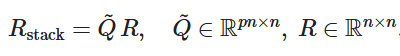 R_stack = Q̃ R, Q̃ ∈ ℝ^{pn×n}, R ∈ ℝ^{n×n}.